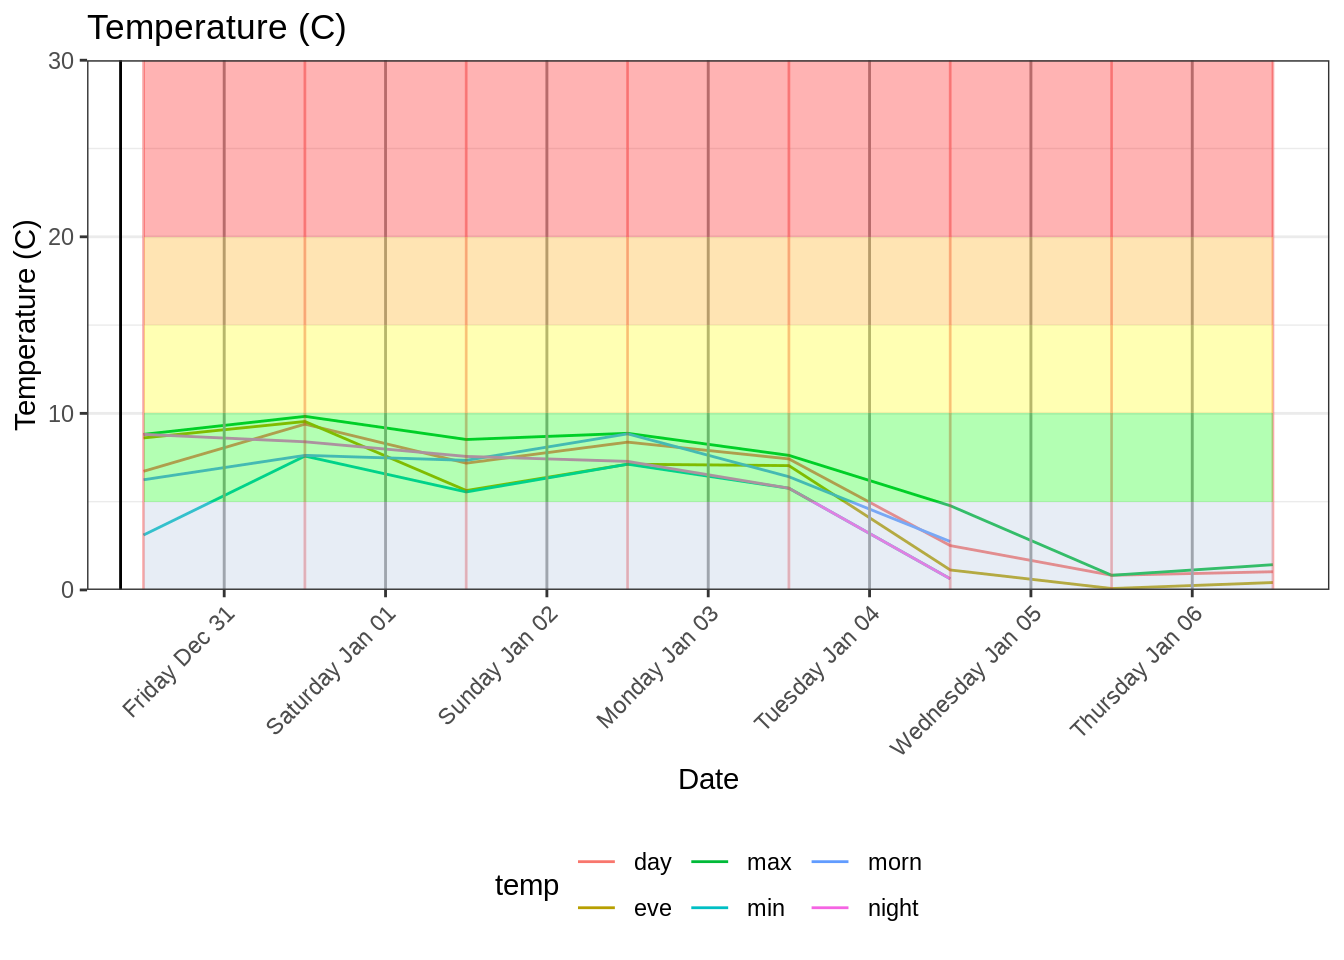 Temperature (C)
Temperature (C)
30
20
10
0
Friday Dec 31
Saturday Jan 01
Sunday Jan 02
Monday Jan 03
Tuesday Jan 04
Wednesday Jan 05
Thursday Jan 06
Date
temp
day max morn
eve min night